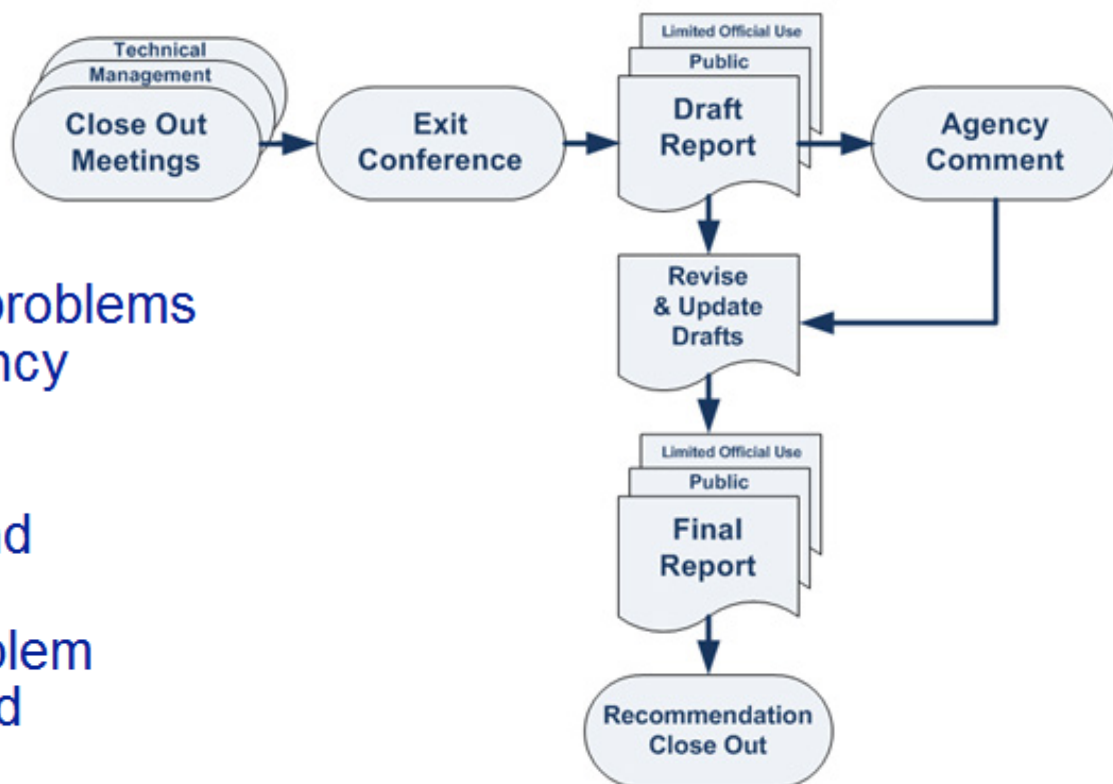 Technical
Management
Close Out
Meetings
Exit
Conference
Limited Official Use
Public
Draft
Report
Agency
Comment
Revise
& Update
Drafts
Limited Official Use
Public
Final
Report
Recommendation
Close Out
problems